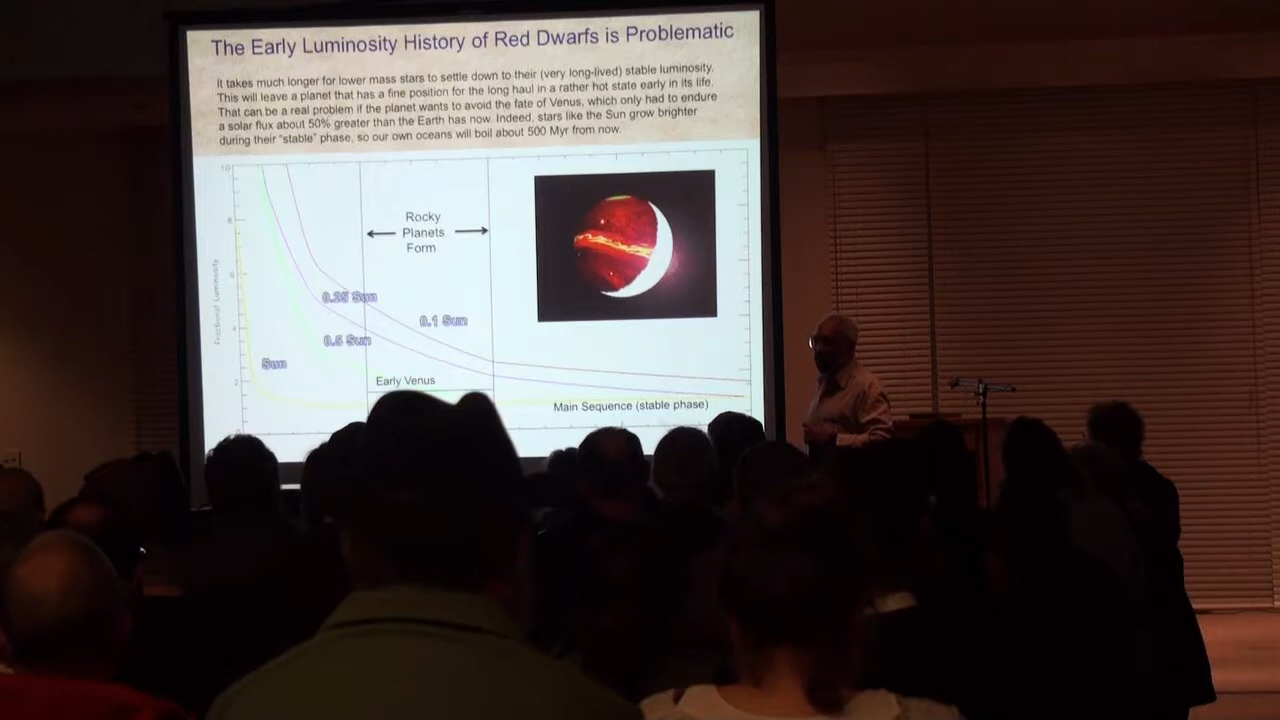 The Early Luminosity History of Red Dwarfs is Problematic
It takes much longer for lower mass stars to settle down to their (very long-lived) stable luminosity.
This will leave a planet that has a fine position for the long haul in a rather hot state early in its life.
That can be a real problem if the planet wants to avoid the fate of Venus, which only had to endure
a solar flux about 50% greater than the Earth has now. Indeed, stars like the Sun grow brighter
during their "stable" phase, so our own oceans will boil about 500 Myr from now.
10
8
6
4
2
0
Fractional Luminosity
Rocky
Planets
Form
0.25 Sun
0.1 Sun
0.5 Sun
Sun
Early Venus
Main Sequence (stable phase)